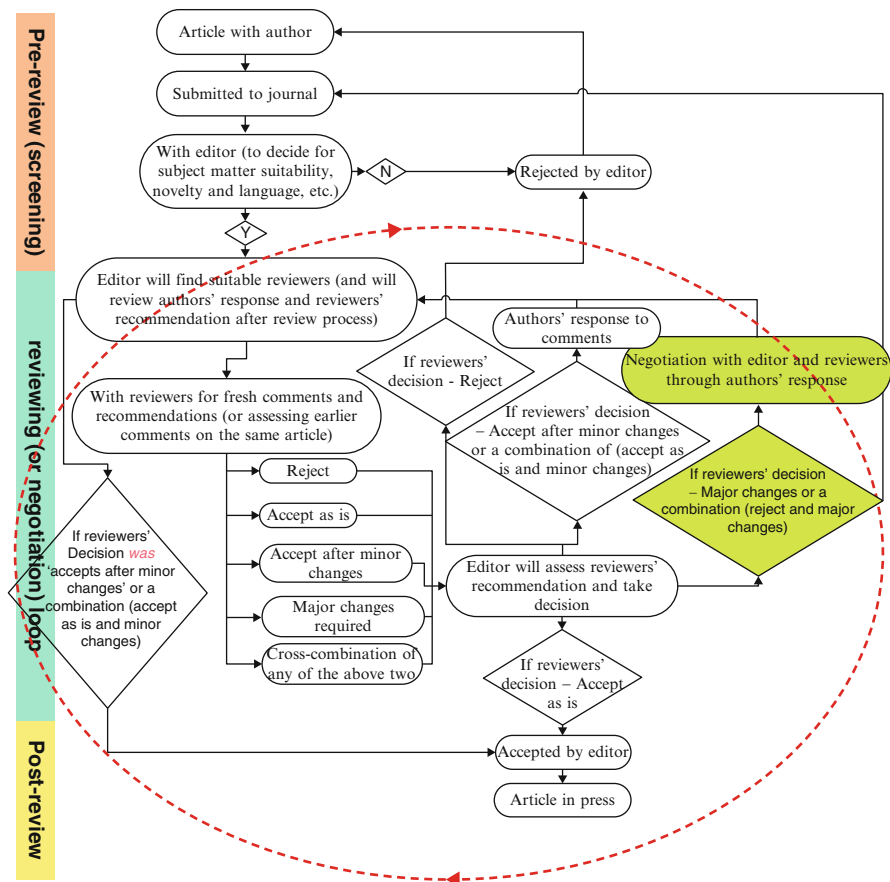 Pre-review (screening)
reviewing (or negotiation) loop
Post-review
Article with author
Submitted to journal
With editor (to decide for
subject matter suitability,
novelty and language, etc.)
N
Rejected by editor
Y
Editor will find suitable reviewers (and will
review authors' response and reviewers'
recommendation after review process)
Authors' response to
comments
Negotiation with editor and reviewers
through authors' response
If reviewers'
decision - Reject
With reviewers for fresh comments and
recommendations (or assessing earlier
comments on the same article)
If reviewers' decision
– Accept after minor changes
or a combination of (accept as
is and minor changes)
If reviewers' decision
– Major changes or a
combination (reject and major
changes)
Reject
Accept as is
Accept after minor
changes
Major changes
required
Cross-combination of
any of the above two
If reviewers'
Decision was
'accepts after minor
changes' or a
combination (accept
as is and minor
changes)
Editor will assess reviewers'
recommendation and take
decision
If reviewers'
decision – Accept
as is
Accepted by editor
Article in press